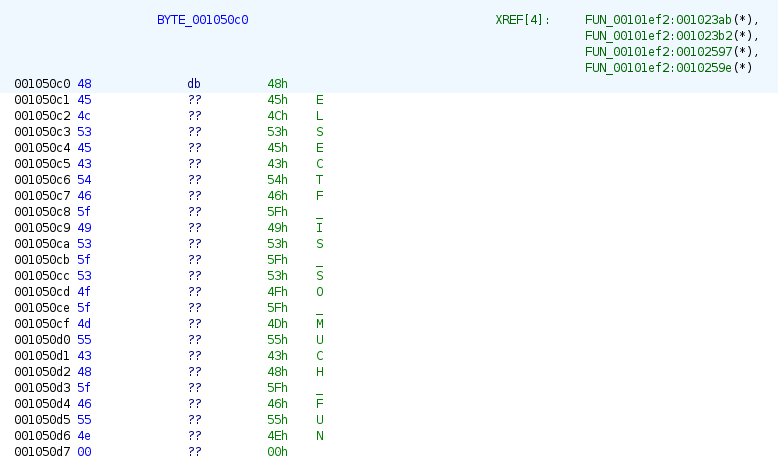 BYTE_001050c0 XREF[4]: FUN_00101ef2:001023ab(*),
FUN_00101ef2:001023b2(*),
FUN_00101ef2:00102597(*),
FUN_00101ef2:0010259e(*)
001050c0 48 db 48h
001050c1 45 ?? 45h E
001050c2 4c ?? 4Ch L
001050c3 53 ?? 53h S
001050c4 45 ?? 45h E
001050c5 43 ?? 43h C
001050c6 54 ?? 54h T
001050c7 46 ?? 46h F
001050c8 5f ?? 5Fh _
001050c9 49 ?? 49h I
001050ca 53 ?? 53h S
001050cb 5f ?? 5Fh _
001050cc 53 ?? 53h S
001050cd 4f ?? 4Fh O
001050ce 5f ?? 5Fh _
001050cf 4d ?? 4Dh M
001050d0 55 ?? 55h U
001050d1 43 ?? 43h C
001050d2 48 ?? 48h H
001050d3 5f ?? 5Fh _
001050d4 46 ?? 46h F
001050d5 55 ?? 55h U
001050d6 4e ?? 4Eh N
001050d7 00 ?? 00h